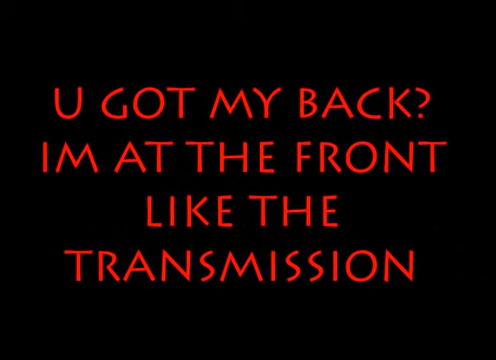 U GOT MY BACK?
IM AT THE FRONT
LIKE THE
TRANSMISSION